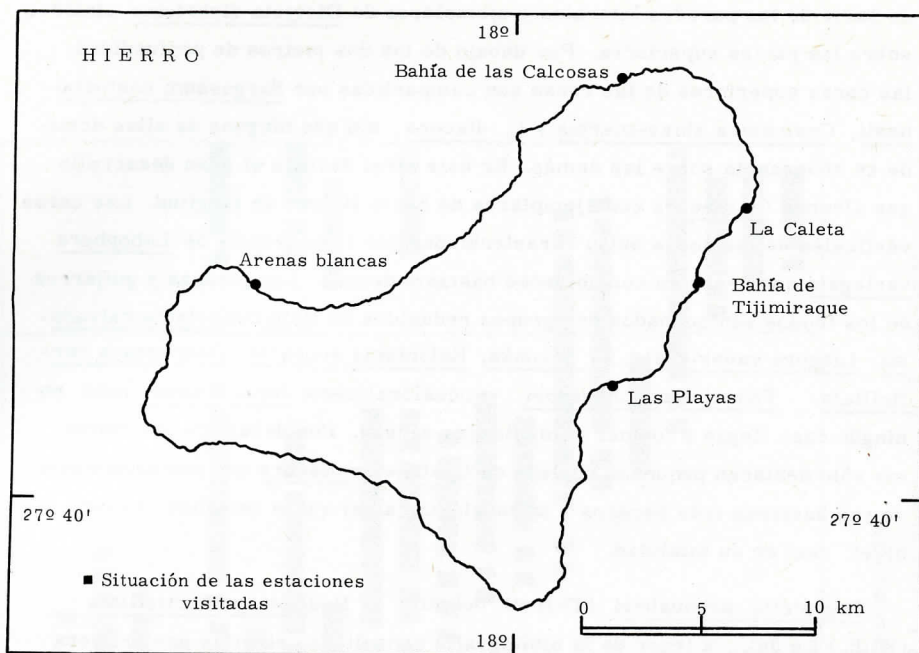 18º
HIERRO
Bahía de las Calcosas
La Caleta
Arenas blancas
Bahía de
Tijimiraque
Las Playas
27º 40'
27º 40'
■ Situación de las estaciones
visitadas
0 5 10 km
18º